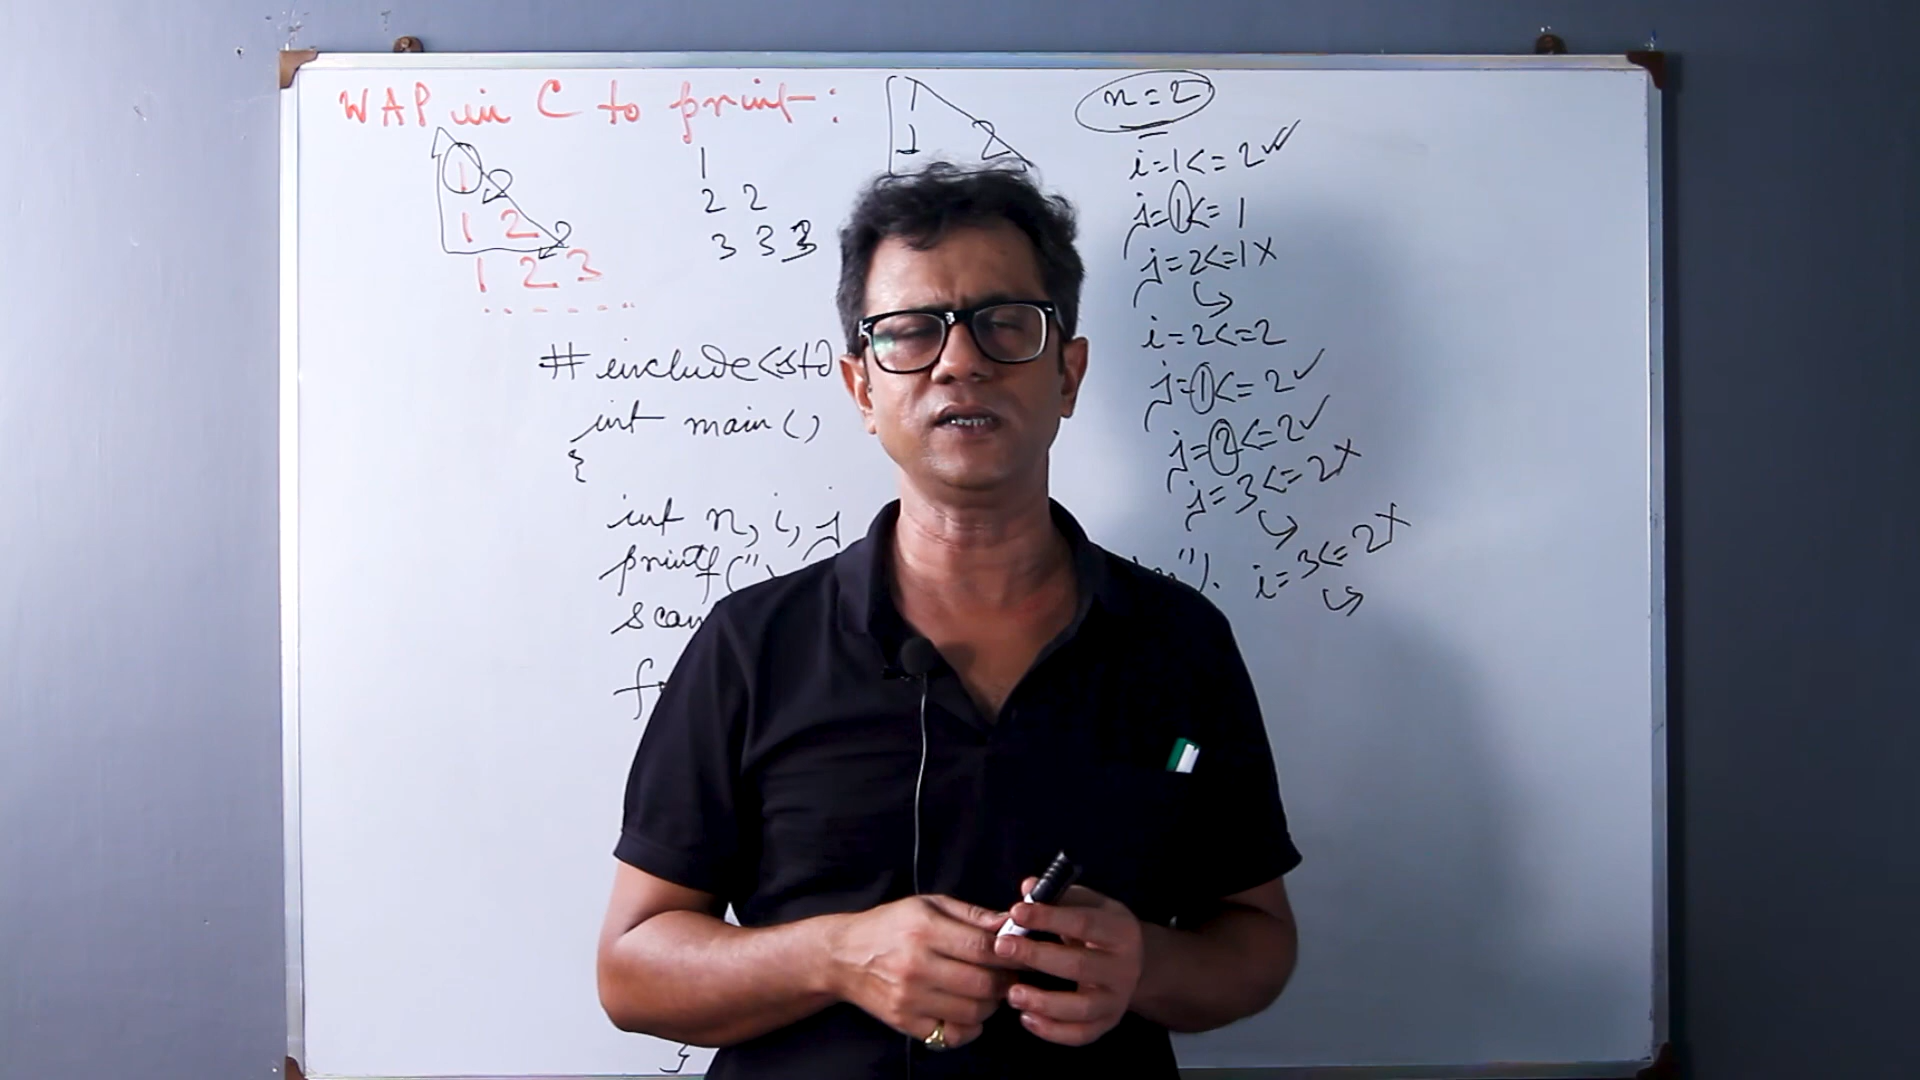 WAP in C to print:
1 2
1 2 2
1 2 3
1
2 2
3 3 3
1
1 2
#include<std
int main()
{
int n, i, j
printf("\ \n").
scan
f
}
n=2
i=1<=2✓
j=1<=1
j=2<=1×
i=2<=2
j=1<=2✓
j=2<=2✓
j=3<=2×
i=3<=2×